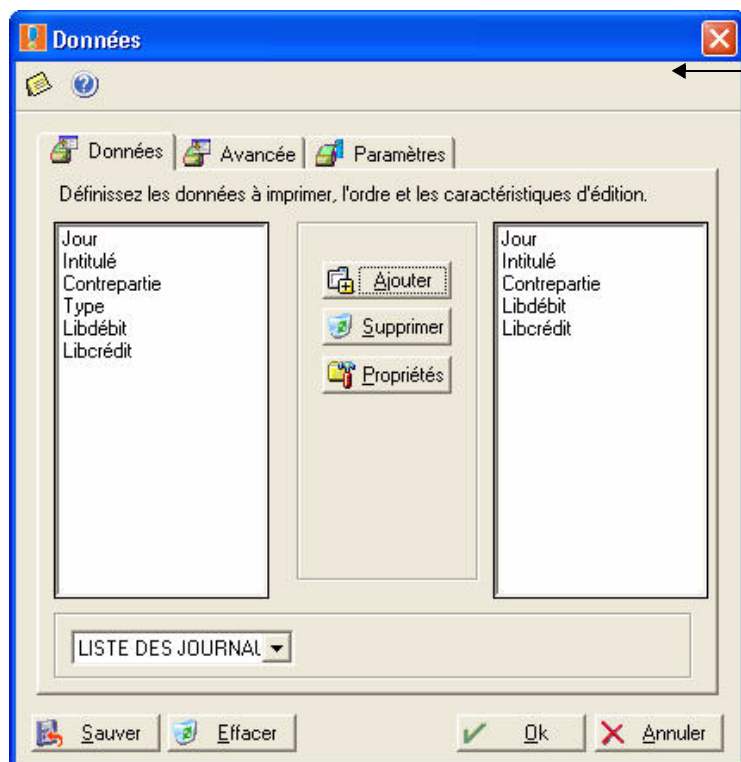 Données
Données Avancée Paramètres
Définissez les données à imprimer, l'ordre et les caractéristiques d'édition.
Jour
Intitulé
Contrepartie
Type
Libdébit
Libcrédit
Ajouter
Supprimer
Propriétés
Jour
Intitulé
Contrepartie
Libdébit
Libcrédit
LISTE DES JOURNAU
Sauver Effacer Ok Annuler